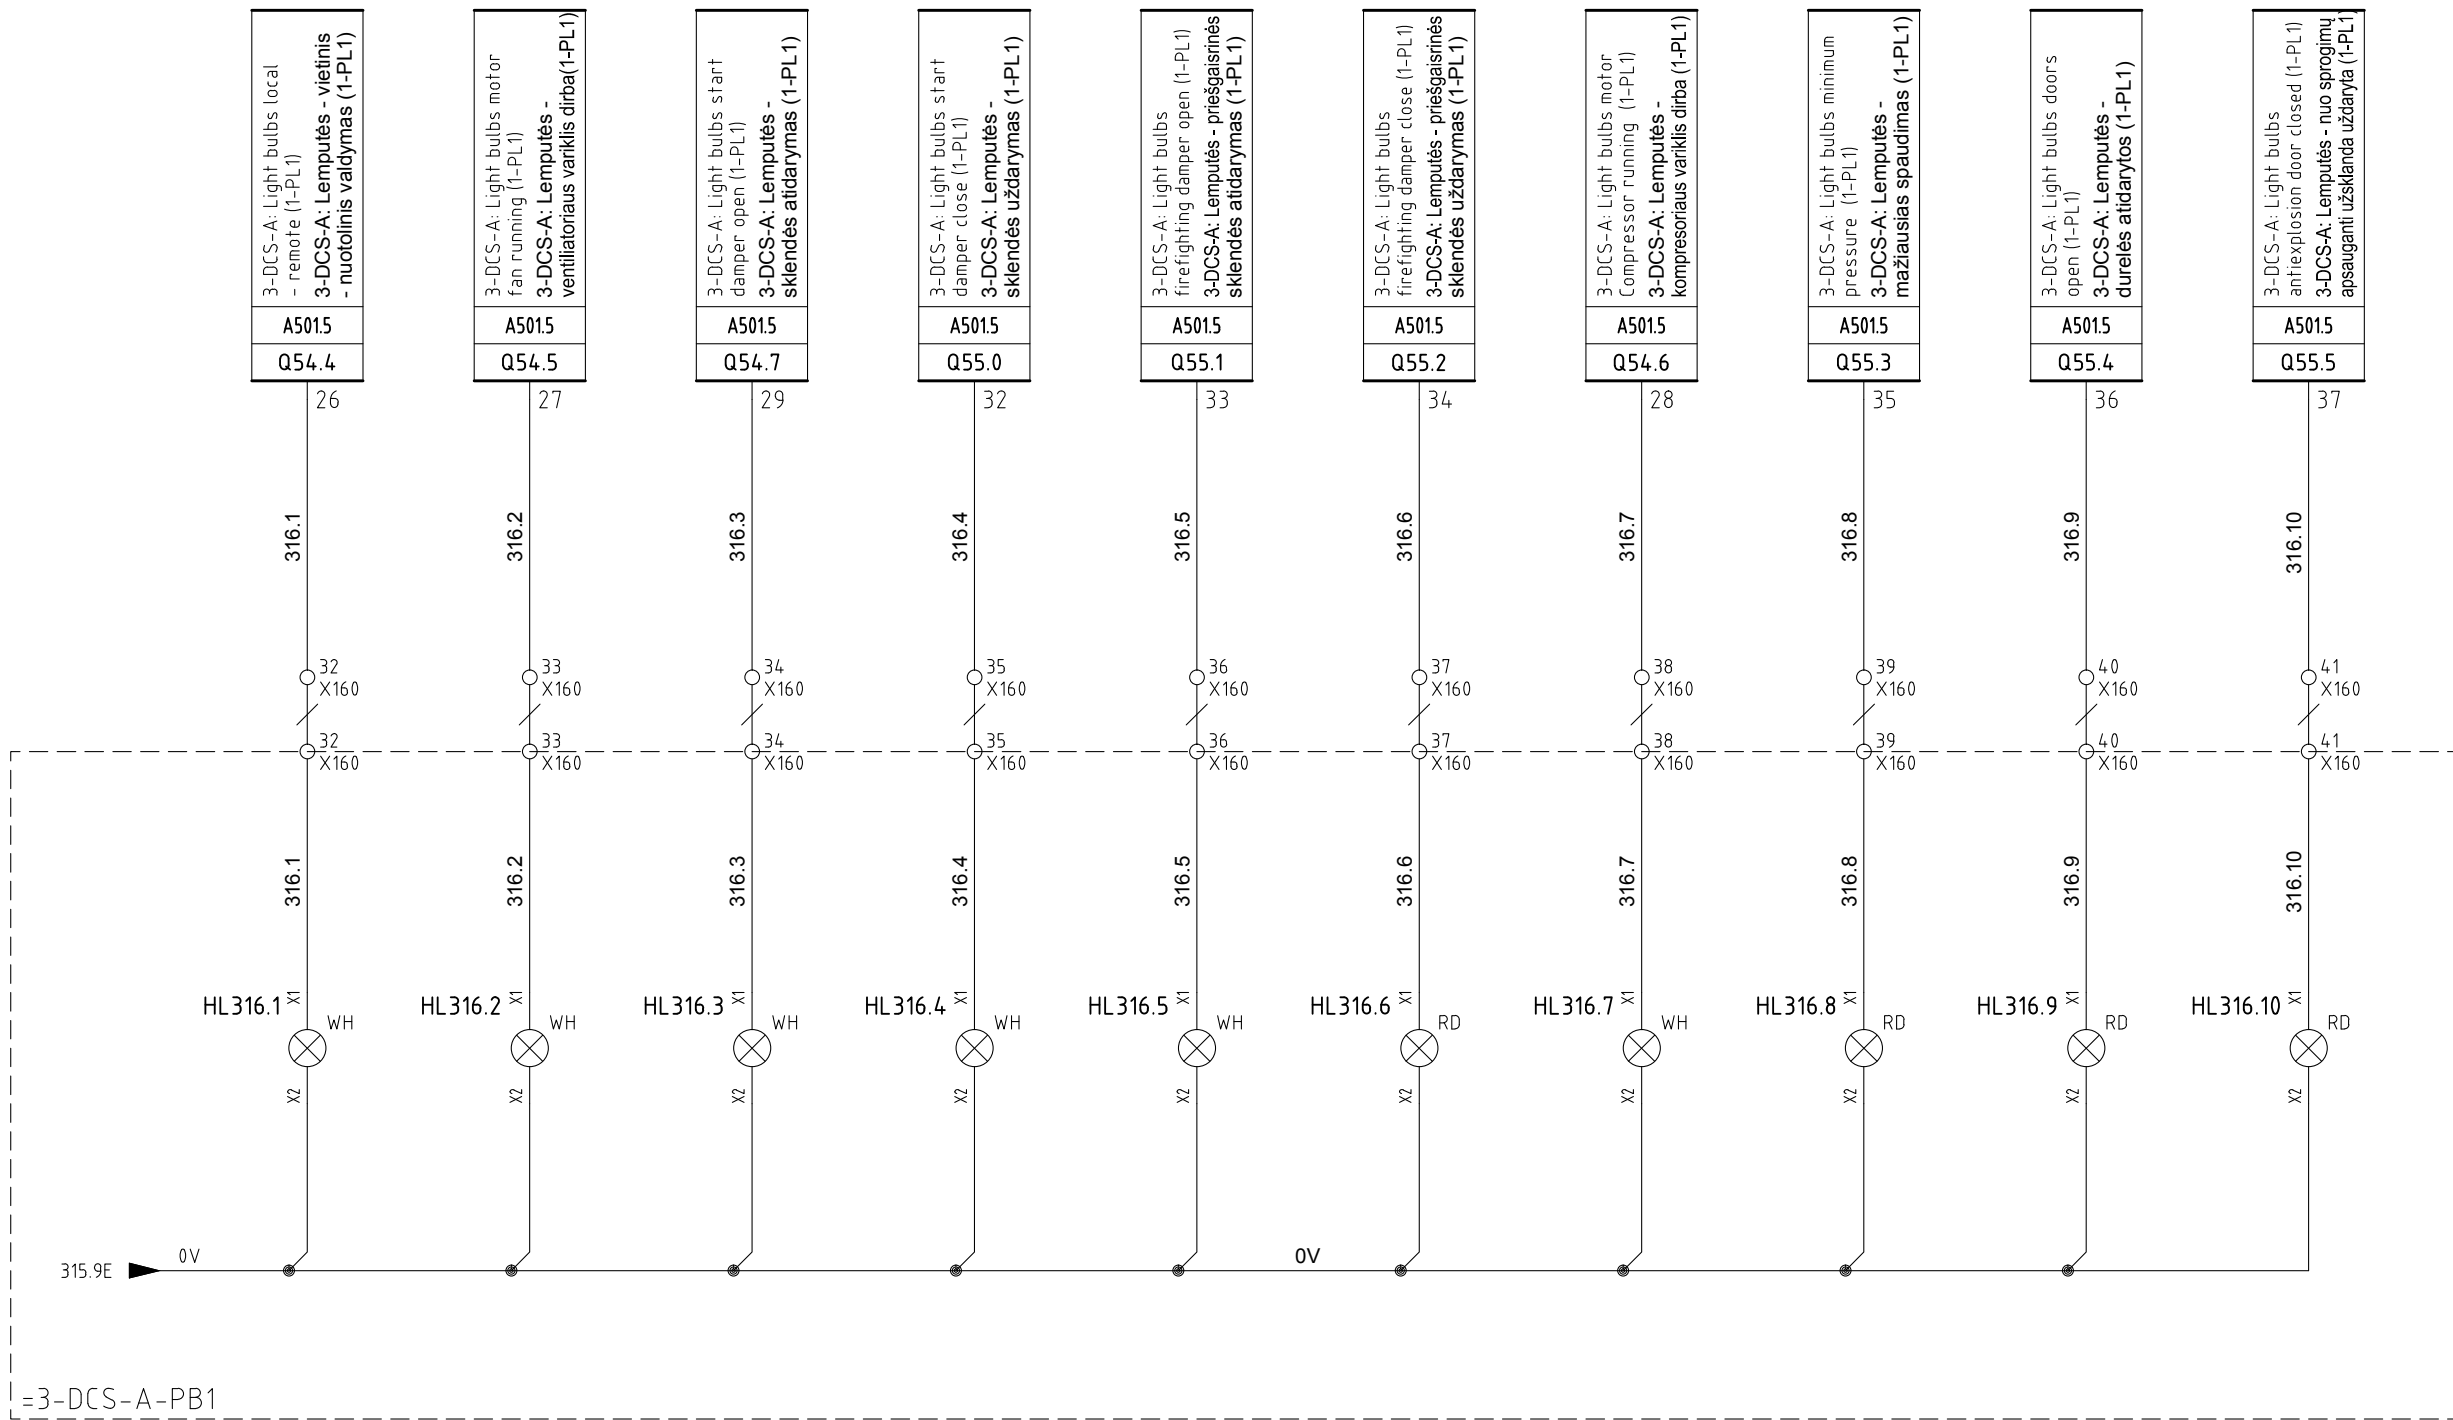 3-DCS-A: Light bulbs local
- remote (1-PL1)
3-DCS-A: Lemputės - vietinis
- nuotolinis valdymas (1-PL1)
A501.5
Q54.4
26
3-DCS-A: Light bulbs motor
fan running (1-PL1)
3-DCS-A: Lemputės -
ventiliatoriaus variklis dirba(1-PL1)
A501.5
Q54.5
27
3-DCS-A: Light bulbs start
damper open (1-PL1)
3-DCS-A: Lemputės -
sklendės atidarymas (1-PL1)
A501.5
Q54.7
29
3-DCS-A: Light bulbs start
damper close (1-PL1)
3-DCS-A: Lemputės -
sklendės uždarymas (1-PL1)
A501.5
Q55.0
32
3-DCS-A: Light bulbs
firefighting damper open (1-PL1)
3-DCS-A: Lemputės - priešgaisrinės
sklendės atidarymas (1-PL1)
A501.5
Q55.1
33
3-DCS-A: Light bulbs
firefighting damper close (1-PL1)
3-DCS-A: Lemputės - priešgaisrinės
sklendės uždarymas (1-PL1)
A501.5
Q55.2
34
3-DCS-A: Light bulbs motor
Compressor running (1-PL1)
3-DCS-A: Lemputės -
kompresoriaus variklis dirba (1-PL1)
A501.5
Q54.6
28
3-DCS-A: Light bulbs minimum
pressure (1-PL1)
3-DCS-A: Lemputės -
mažiausias spaudimas (1-PL1)
A501.5
Q55.3
35
3-DCS-A: Light bulbs doors
open (1-PL1)
3-DCS-A: Lemputės -
durelės atidarytos (1-PL1)
A501.5
Q55.4
36
3-DCS-A: Light bulbs
antiexplosion door closed (1-PL1)
3-DCS-A: Lemputės - nuo sprogimų
apsauganti užsklanda uždaryta (1-PL1)
A501.5
Q55.5
37
316.1 316.2 316.3 316.4 316.5 316.6 316.7 316.8 316.9 316.10
32 33 34 35 36 37 38 39 40 41
X160 X160 X160 X160 X160 X160 X160 X160 X160 X160
32 33 34 35 36 37 38 39 40 41
X160 X160 X160 X160 X160 X160 X160 X160 X160 X160
316.1 316.2 316.3 316.4 316.5 316.6 316.7 316.8 316.9 316.10
HL316.1 X1 HL316.2 X1 HL316.3 X1 HL316.4 X1 HL316.5 X1 HL316.6 X1 HL316.7 X1 HL316.8 X1 HL316.9 X1 HL316.10 X1
WH WH WH WH WH RD WH RD RD RD
X2 X2 X2 X2 X2 X2 X2 X2 X2 X2
0V 0V
315.9E
=3-DCS-A-PB1